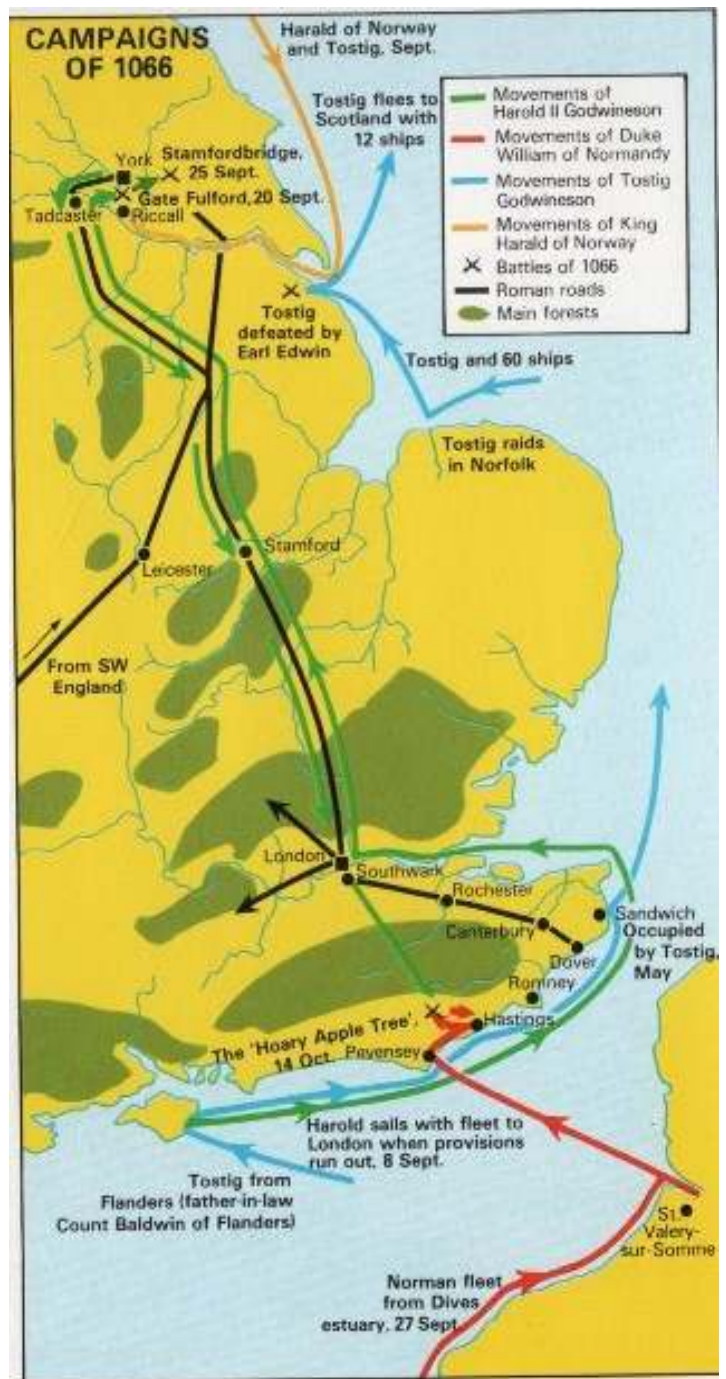 CAMPAIGNS
OF 1066
Harald of Norway
and Tostig, Sept.
Tostig flees to
Scotland with
12 ships
Movements of
Harold II Godwineson
Movements of Duke
William of Normandy
Movements of Tostig
Godwineson
Movements of King
Harald of Norway
Battles of 1066
Roman roads
Main forests
York
Stamfordbridge,
25 Sept.
Gate Fulford, 20 Sept.
Tadcaster
Riccall
Tostig
defeated by
Earl Edwin
Tostig and 60 ships
Tostig raids
in Norfolk
Stamford
Leicester
From SW
England
London
Southwark
Rochester
Canterbury
Sandwich
Occupied
by Tostig,
May
Dover
Romney
Hastings
The 'Hoary Apple Tree',
14 Oct.
Pevensey
Harold sails with fleet to
London when provisions
run out, 8 Sept.
Tostig from
Flanders (father-in-law
Count Baldwin of Flanders)
St.
Valery-
sur-Somme
Norman fleet
from Dives
estuary, 27 Sept.